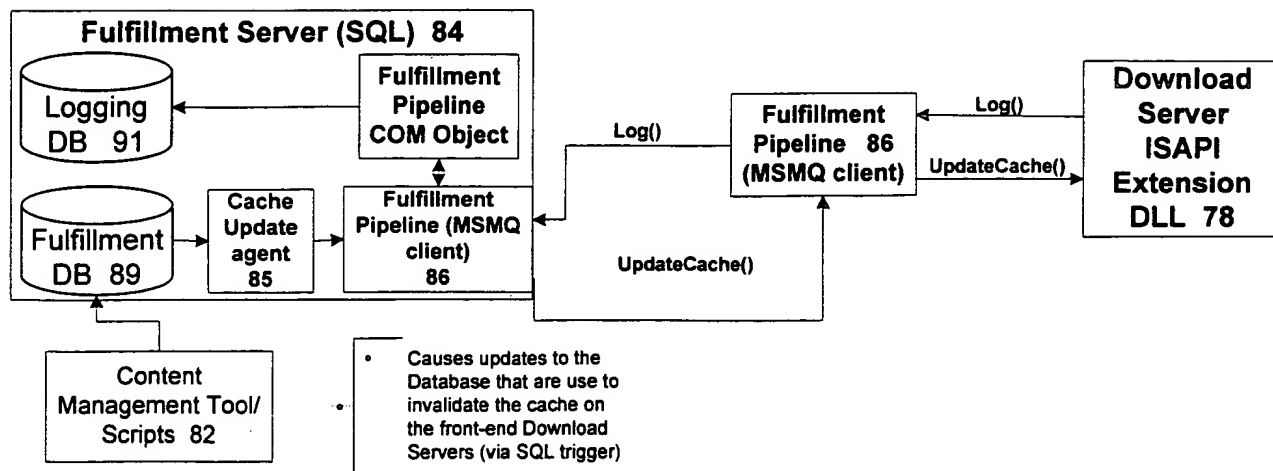 Fulfillment Server (SQL) 84
Logging
DB 91
Fulfillment
Pipeline
COM Object
Fulfillment
DB 89
Cache
Update
agent
85
Fulfillment
Pipeline (MSMQ
client)
86
Log()
UpdateCache()
Fulfillment
Pipeline 86
(MSMQ client)
Log()
UpdateCache()
Download
Server
ISAPI
Extension
DLL 78
Content
Management Tool/
Scripts 82
• Causes updates to the
Database that are use to
invalidate the cache on
the front-end Download
Servers (via SQL trigger)